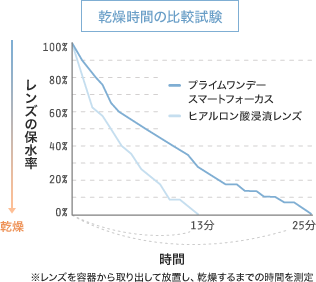 乾燥時間の比較試験
100%
80%
60%
40%
20%
0%
レンズの保水率
乾燥
プライムワンデー
スマートフォーカス
ヒアルロン酸浸漬レンズ
13分
25分
時間
※レンズを容器から取り出して放置し、乾燥するまでの時間を測定